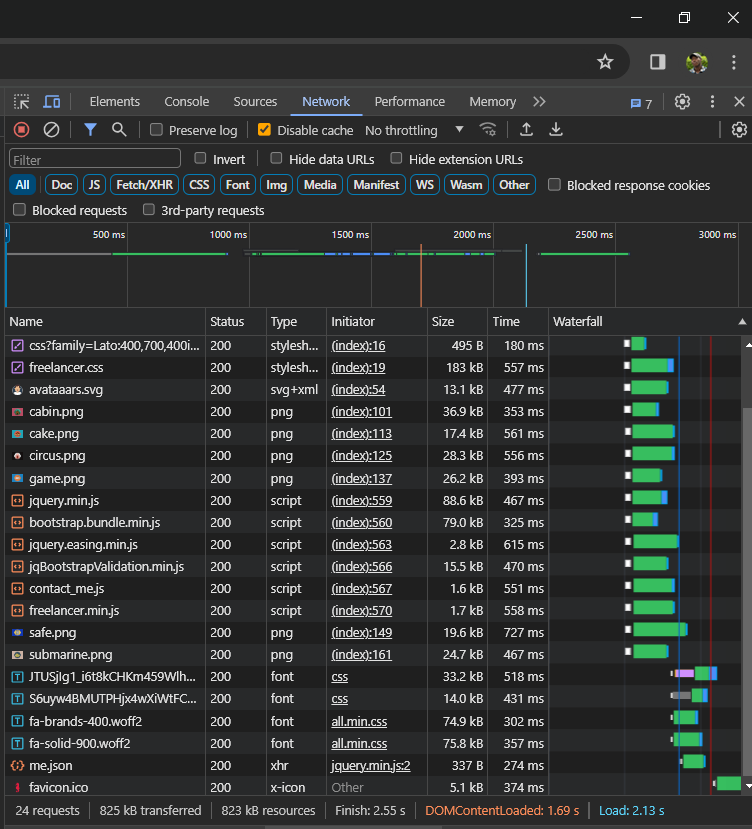 7
Elements Console Sources Network Performance Memory
Preserve log Disable cache No throttling
Filter Invert Hide data URLs Hide extension URLs
All Doc JS Fetch/XHR CSS Font Img Media Manifest WS Wasm Other Blocked response cookies
Blocked requests 3rd-party requests
500 ms 1000 ms 1500 ms 2000 ms 2500 ms 3000 ms
Name Status Type Initiator Size Time Waterfall
css?family=Lato:400,700,400i... 200 stylesh... (index):16 495 B 180 ms
freelancer.css 200 stylesh... (index):19 183 kB 557 ms
avataaars.svg 200 svg+xml (index):54 13.1 kB 477 ms
cabin.png 200 png (index):101 36.9 kB 353 ms
cake.png 200 png (index):113 17.4 kB 561 ms
circus.png 200 png (index):125 28.3 kB 556 ms
game.png 200 png (index):137 26.2 kB 393 ms
jquery.min.js 200 script (index):559 88.6 kB 467 ms
bootstrap.bundle.min.js 200 script (index):560 79.0 kB 325 ms
jquery.easing.min.js 200 script (index):563 2.8 kB 615 ms
jqBootstrapValidation.min.js 200 script (index):566 15.5 kB 470 ms
contact_me.js 200 script (index):567 1.6 kB 551 ms
freelancer.min.js 200 script (index):570 1.7 kB 558 ms
safe.png 200 png (index):149 19.6 kB 727 ms
submarine.png 200 png (index):161 24.7 kB 467 ms
JTUSjIg1_i6t8kCHKm459Wlh... 200 font css 33.2 kB 518 ms
S6uyw4BMUTPHjx4wXiWtFC... 200 font css 14.0 kB 431 ms
fa-brands-400.woff2 200 font all.min.css 74.9 kB 302 ms
fa-solid-900.woff2 200 font all.min.css 75.8 kB 357 ms
me.json 200 xhr jquery.min.js:2 337 B 274 ms
favicon.ico 200 x-icon Other 5.1 kB 374 ms
24 requests 825 kB transferred 823 kB resources Finish: 2.55 s DOMContentLoaded: 1.69 s Load: 2.13 s